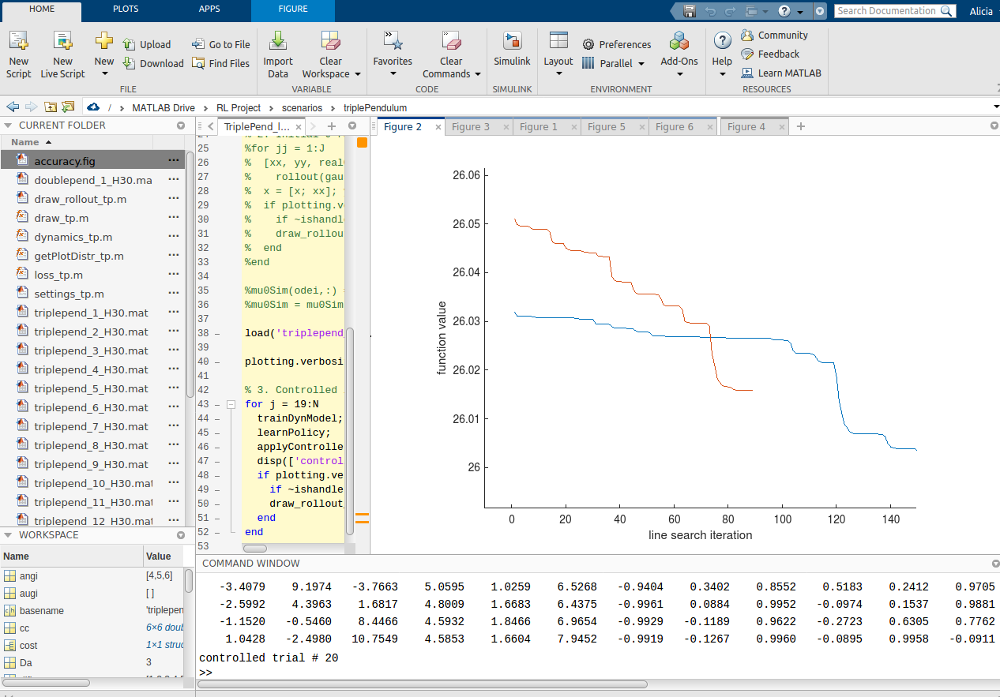 HOME PLOTS APPS FIGURE Search Documentation Alicia
New Script
New Live Script
New
Upload
Download
Go to File
Find Files
Import Data
Clear Workspace
Favorites
Clear Commands
Simulink
Layout
Preferences
Parallel
Add-Ons
Help
Community
Feedback
Learn MATLAB
FILE VARIABLE CODE SIMULINK ENVIRONMENT RESOURCES
/ MATLAB Drive RL Project scenarios triplePendulum
CURRENT FOLDER
Name
accuracy.fig
doublepend_1_H30.ma
draw_rollout_tp.m
draw_tp.m
dynamics_tp.m
getPlotDistr_tp.m
loss_tp.m
settings_tp.m
triplepend_1_H30.mat
triplepend_2_H30.mat
triplepend_3_H30.mat
triplepend_4_H30.mat
triplepend_5_H30.mat
triplepend_6_H30.mat
triplepend_7_H30.mat
triplepend_8_H30.mat
triplepend_9_H30.mat
triplepend_10_H30.mat
triplepend_11_H30.mat
triplepend_12_H30.mat
WORKSPACE
Name Value
angi [4,5,6]
augi []
basename 'triplepen
cc 6×6 doub
cost 1×1 struc
Da 3
TriplePend_l...
25 %for jj = 1:J
26 % [xx, yy, real
27 % rollout(gau
28 % x = [x; xx];
29 % if plotting.ve
30 % if ~ishandle
31 % draw_rollou
32 % end
33 %end
34
35 %mu0Sim(odei,:)
36 %mu0Sim = mu0Sim
37
38 – load('triplepend_
39
40 – plotting.verbosi
41
42 % 3. Controlled
43 – for j = 19:N
44 – trainDynModel;
45 – learnPolicy;
46 – applyControlle
47 – disp(['control
48 – if plotting.ve
49 – if ~ishandle
50 – draw_rollout_
51 – end
52 – end
53
Figure 2 Figure 3 Figure 1 Figure 5 Figure 6 Figure 4
26.06
26.05
26.04
26.03
26.02
26.01
26
function value
0 20 40 60 80 100 120 140
line search iteration
COMMAND WINDOW
-3.4079 9.1974 -3.7663 5.0595 1.0259 6.5268 -0.9404 0.3402 0.8552 0.5183 0.2412 0.9705
-2.5992 4.3963 1.6817 4.8009 1.6683 6.4375 -0.9961 0.0884 0.9952 -0.0974 0.1537 0.9881
-1.1520 -0.5460 8.4466 4.5932 1.8466 6.9654 -0.9929 -0.1189 0.9622 -0.2723 0.6305 0.7762
1.0428 -2.4980 10.7549 4.5853 1.6604 7.9452 -0.9919 -0.1267 0.9960 -0.0895 0.9958 -0.0911
controlled trial # 20
>>